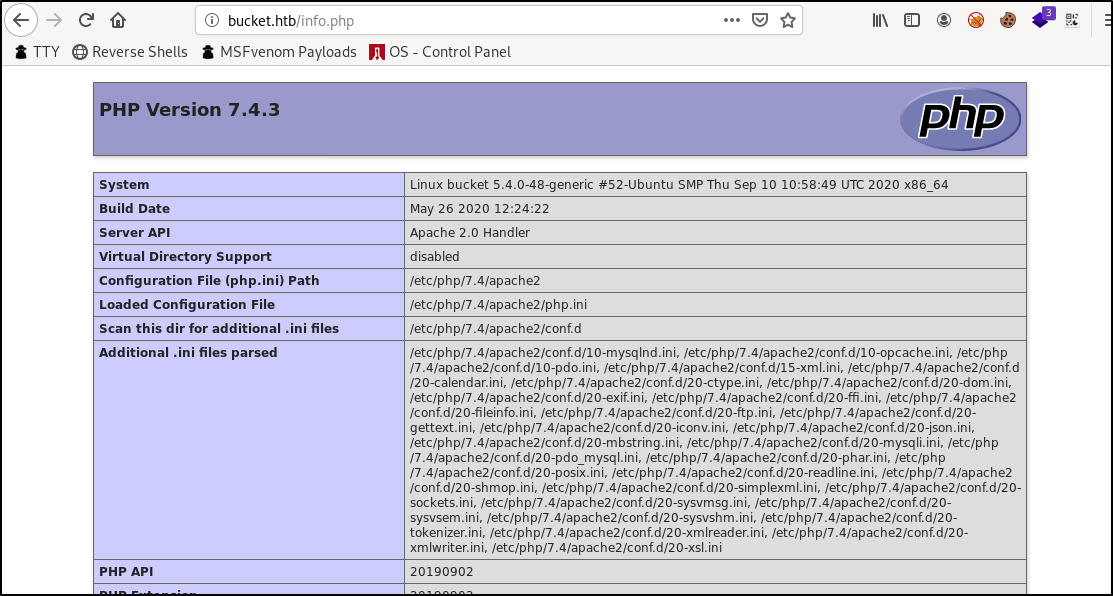 bucket.htb/info.php
3
TTY Reverse Shells MSFvenom Payloads OS - Control Panel
PHP Version 7.4.3
php
System Linux bucket 5.4.0-48-generic #52-Ubuntu SMP Thu Sep 10 10:58:49 UTC 2020 x86_64
Build Date May 26 2020 12:24:22
Server API Apache 2.0 Handler
Virtual Directory Support disabled
Configuration File (php.ini) Path /etc/php/7.4/apache2
Loaded Configuration File /etc/php/7.4/apache2/php.ini
Scan this dir for additional .ini files /etc/php/7.4/apache2/conf.d
Additional .ini files parsed /etc/php/7.4/apache2/conf.d/10-mysqlnd.ini, /etc/php/7.4/apache2/conf.d/10-opcache.ini, /etc/php
/7.4/apache2/conf.d/10-pdo.ini, /etc/php/7.4/apache2/conf.d/15-xml.ini, /etc/php/7.4/apache2/conf.d
/20-calendar.ini, /etc/php/7.4/apache2/conf.d/20-ctype.ini, /etc/php/7.4/apache2/conf.d/20-dom.ini,
/etc/php/7.4/apache2/conf.d/20-exif.ini, /etc/php/7.4/apache2/conf.d/20-ffi.ini, /etc/php/7.4/apache2
/conf.d/20-fileinfo.ini, /etc/php/7.4/apache2/conf.d/20-ftp.ini, /etc/php/7.4/apache2/conf.d/20-
gettext.ini, /etc/php/7.4/apache2/conf.d/20-iconv.ini, /etc/php/7.4/apache2/conf.d/20-json.ini,
/etc/php/7.4/apache2/conf.d/20-mbstring.ini, /etc/php/7.4/apache2/conf.d/20-mysqli.ini, /etc/php
/7.4/apache2/conf.d/20-pdo_mysql.ini, /etc/php/7.4/apache2/conf.d/20-phar.ini, /etc/php
/7.4/apache2/conf.d/20-posix.ini, /etc/php/7.4/apache2/conf.d/20-readline.ini, /etc/php/7.4/apache2
/conf.d/20-shmop.ini, /etc/php/7.4/apache2/conf.d/20-simplexml.ini, /etc/php/7.4/apache2/conf.d/20-
sockets.ini, /etc/php/7.4/apache2/conf.d/20-sysvmsg.ini, /etc/php/7.4/apache2/conf.d/20-
sysvsem.ini, /etc/php/7.4/apache2/conf.d/20-sysvshm.ini, /etc/php/7.4/apache2/conf.d/20-
tokenizer.ini, /etc/php/7.4/apache2/conf.d/20-xmlreader.ini, /etc/php/7.4/apache2/conf.d/20-
xmlwriter.ini, /etc/php/7.4/apache2/conf.d/20-xsl.ini
PHP API 20190902
PHP Extension 20190902